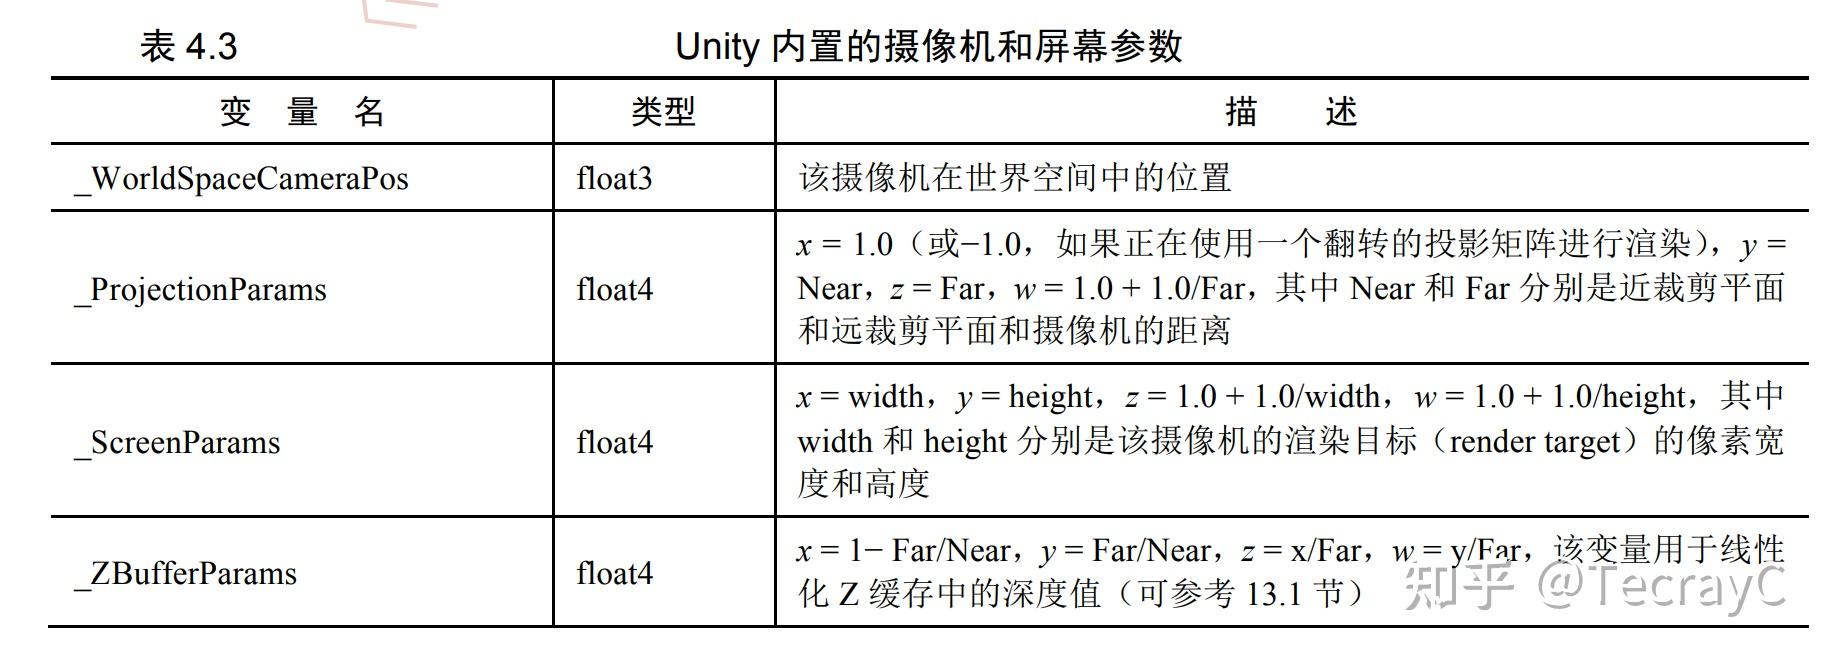 表 4.3 Unity 内置的摄像机和屏幕参数
变 量 名 类型 描 述
_WorldSpaceCameraPos float3 该摄像机在世界空间中的位置
_ProjectionParams float4 x = 1.0（或−1.0，如果正在使用一个翻转的投影矩阵进行渲染），y =
Near，z = Far，w = 1.0 + 1.0/Far，其中 Near 和 Far 分别是近裁剪平面
和远裁剪平面和摄像机的距离
_ScreenParams float4 x = width，y = height，z = 1.0 + 1.0/width，w = 1.0 + 1.0/height，其中
width 和 height 分别是该摄像机的渲染目标（render target）的像素宽
度和高度
_ZBufferParams float4 x = 1− Far/Near，y = Far/Near，z = x/Far，w = y/Far，该变量用于线性
化 Z 缓存中的深度值（可参考 13.1 节）
知乎 @TecrayC